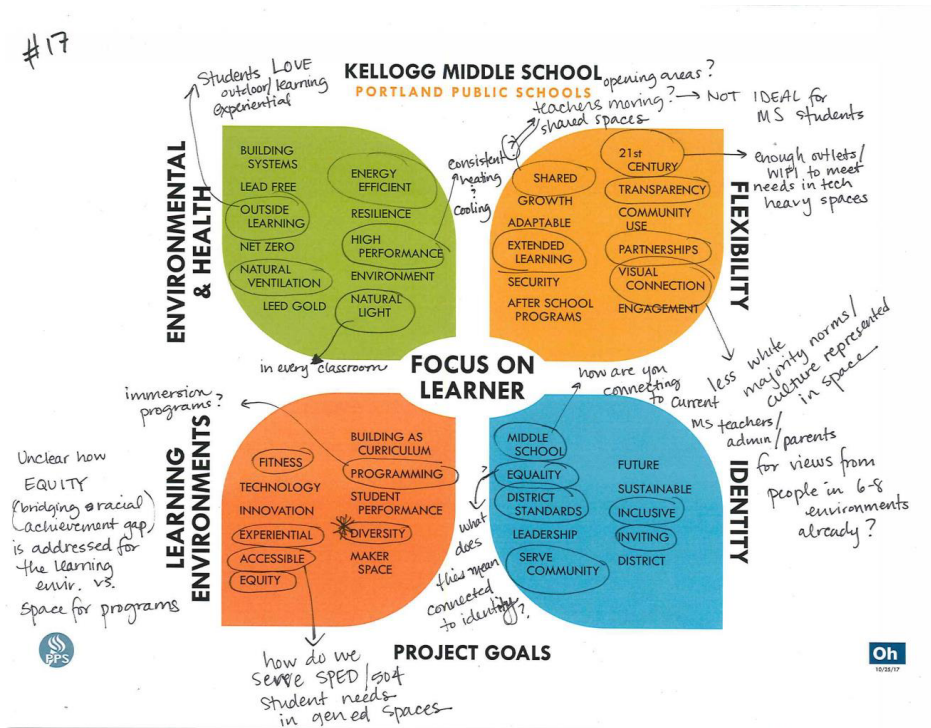 #17
Students LOVE
outdoor/learning
experiential
KELLOGG MIDDLE SCHOOL
PORTLAND PUBLIC SCHOOLS
opening areas?
teachers moving? → NOT IDEAL for
MS students
shared spaces
ENVIRONMENTAL
& HEALTH
BUILDING
SYSTEMS
LEAD FREE
OUTSIDE
LEARNING
NET ZERO
NATURAL
VENTILATION
LEED GOLD
ENERGY
EFFICIENT
RESILIENCE
HIGH
PERFORMANCE
ENVIRONMENT
NATURAL
LIGHT
consistent
heating
&
cooling
in every classroom
FLEXIBILITY
?
SHARED
GROWTH
ADAPTABLE
EXTENDED
LEARNING
SECURITY
AFTER SCHOOL
PROGRAMS
21st
CENTURY
TRANSPARENCY
COMMUNITY
USE
PARTNERSHIPS
VISUAL
CONNECTION
ENGAGEMENT
enough outlets/
WIFI to meet
needs in tech
heavy spaces
less white
majority norms/
culture represented
in space
FOCUS ON
LEARNER
immersion
programs?
LEARNING
ENVIRONMENTS
FITNESS
TECHNOLOGY
INNOVATION
EXPERIENTIAL
ACCESSIBLE
EQUITY
BUILDING AS
CURRICULUM
PROGRAMMING
STUDENT
PERFORMANCE
DIVERSITY
MAKER
SPACE
Unclear how
EQUITY
(bridging racial
achievement gap)
is addressed for
the learning
envir. vs.
space for programs
how do we
serve SPED/504
student needs
in gen ed spaces
IDENTITY
MIDDLE
SCHOOL
EQUALITY
DISTRICT
STANDARDS
LEADERSHIP
SERVE
COMMUNITY
FUTURE
SUSTAINABLE
INCLUSIVE
INVITING
DISTRICT
how are you
connecting
to current
MS teachers/
admin/parents
for views from
people in 6-8
environments
already?
?
what
does
this mean
connected
to identity?
PROJECT GOALS
PPS
Oh
10/28/17